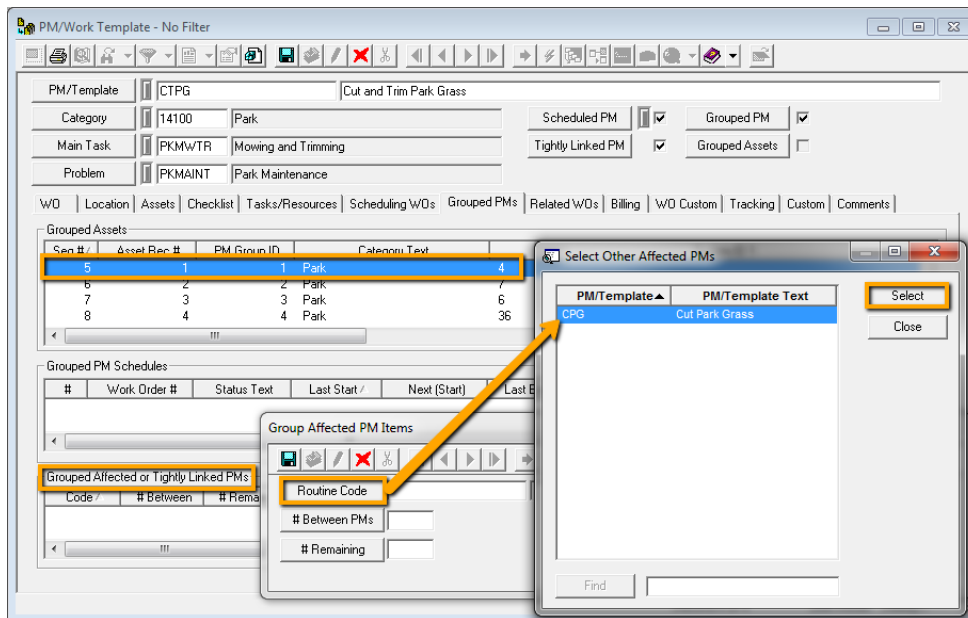 PM/Work Template - No Filter
PM/Template CTPG Cut and Trim Park Grass
Category 14100 Park Scheduled PM Grouped PM
Main Task PKMWTR Mowing and Trimming Tightly Linked PM Grouped Assets
Problem PKMAINT Park Maintenance
WO Location Assets Checklist Tasks/Resources Scheduling WOs Grouped PMs Related WOs Billing WO Custom Tracking Custom Comments
Grouped Assets
Seq # Asset Rec # PM Group ID Category Text
5 1 1 Park 4
6 2 2 Park 7
7 3 3 Park 6
8 4 4 Park 36
Grouped PM Schedules
# Work Order # Status Text Last Start Next (Start) Last E
Grouped Affected or Tightly Linked PMs
Code # Between # Rema
Group Affected PM Items
Routine Code
# Between PMs
# Remaining
Select Other Affected PMs
PM/Template PM/Template Text
CPG Cut Park Grass
Select
Close
Find